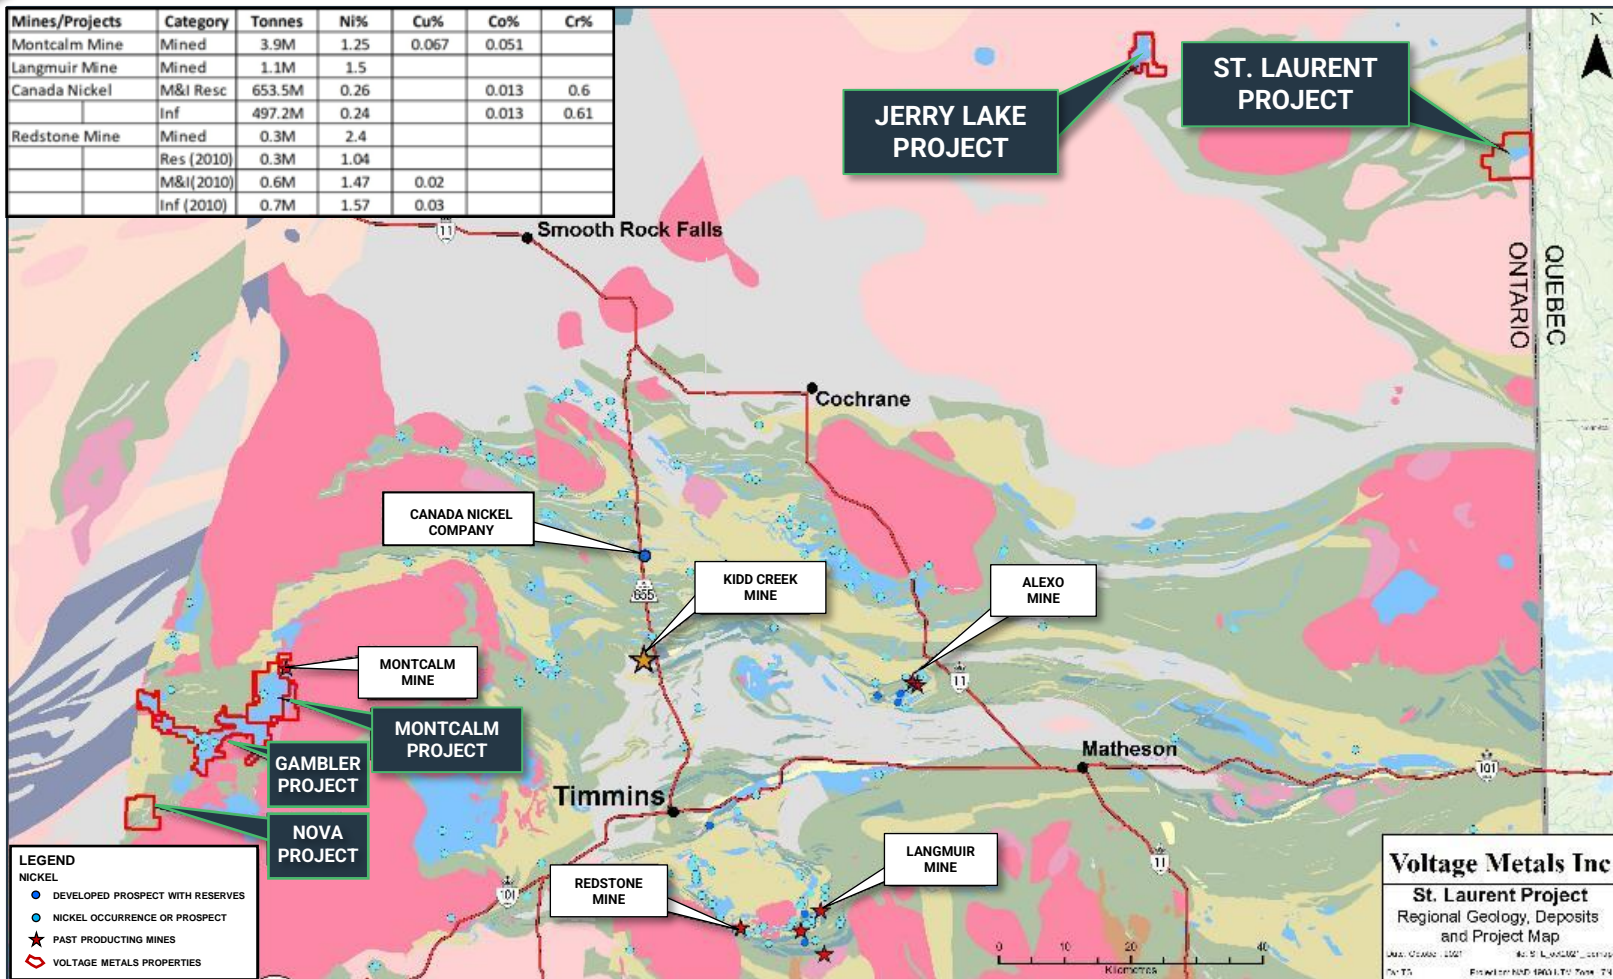 Mines/Projects Category Tonnes Ni% Cu% Co% Cr%
Montcalm Mine Mined 3.9M 1.25 0.067 0.051
Langmuir Mine Mined 1.1M 1.5
Canada Nickel M&I Resc 653.5M 0.26 0.013 0.6
Inf 497.2M 0.24 0.013 0.61
Redstone Mine Mined 0.3M 2.4
Res (2010) 0.3M 1.04
M&I(2010) 0.6M 1.47 0.02
Inf (2010) 0.7M 1.57 0.03
JERRY LAKE
PROJECT
ST. LAURENT
PROJECT
N
11
Smooth Rock Falls
ONTARIO
QUEBEC
Cochrane
CANADA NICKEL
COMPANY
655
KIDD CREEK
MINE
ALEXO
MINE
11
MONTCALM
MINE
MONTCALM
PROJECT
GAMBLER
PROJECT
NOVA
PROJECT
Matheson
101
Timmins
LANGMUIR
MINE
REDSTONE
MINE
101
11
LEGEND
NICKEL
DEVELOPED PROSPECT WITH RESERVES
NICKEL OCCURRENCE OR PROSPECT
PAST PRODUCTING MINES
VOLTAGE METALS PROPERTIES
0 10 20 40
Kilometres
Voltage Metals Inc
St. Laurent Project
Regional Geology, Deposits
and Project Map